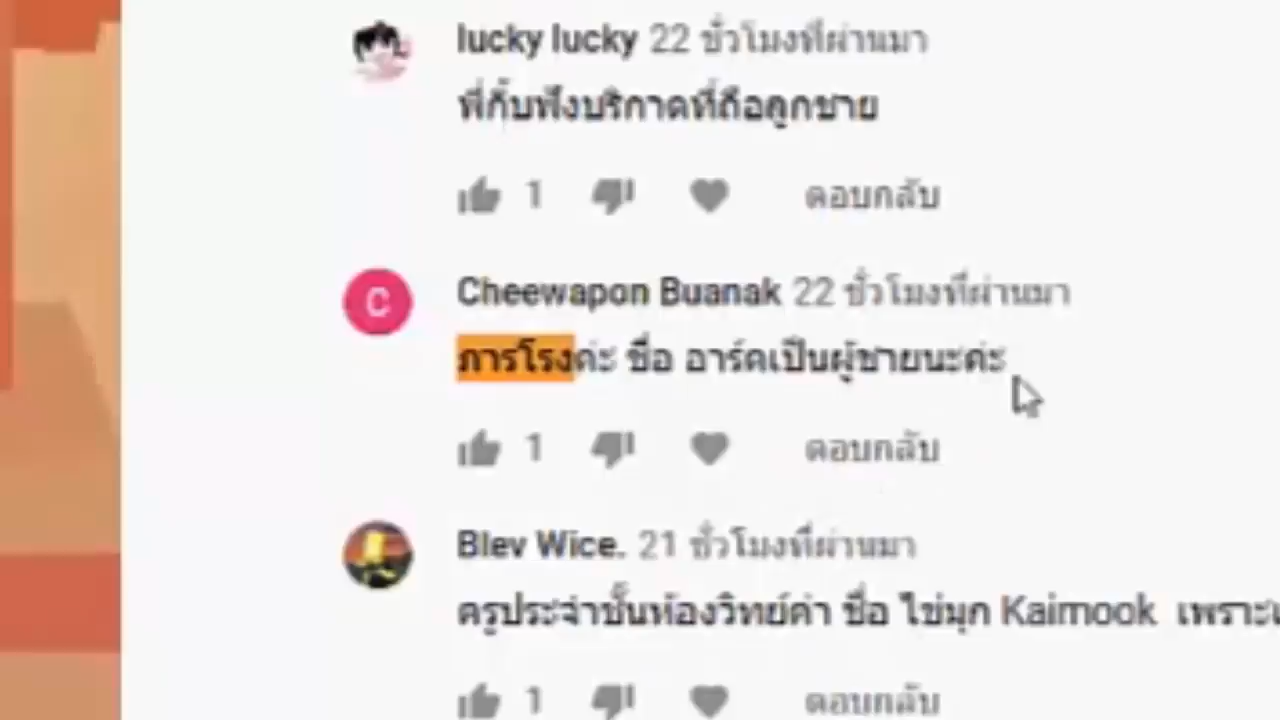 lucky lucky 22 ชั่วโมงที่ผ่านมา
พี่กิ๊บฟังบริกาดที่ถือลูกชาย
1 ตอบกลับ
C
Cheewapon Buanak 22 ชั่วโมงที่ผ่านมา
ภารโรงค่ะ ชื่อ อาร์คเป็นผู้ชายนะค่ะ
1 ตอบกลับ
Blev Wice. 21 ชั่วโมงที่ผ่านมา
ครูประจำชั้นห้องวิทย์ค่า ชื่อ ไข่มุก Kaimook เพราะ
1 ตอบกลับ